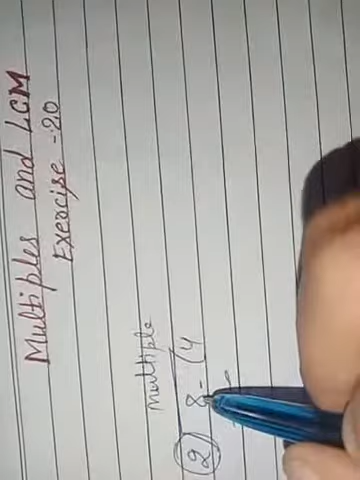 Multiples and LCM
Exercise - 20
Multiple
② 8 - (4